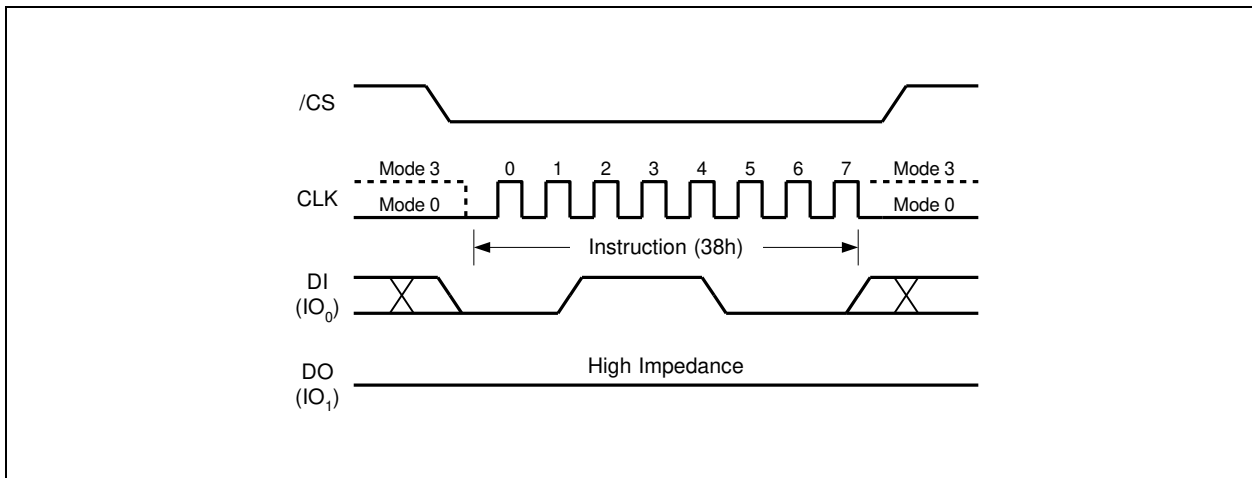 /CS
Mode 3 0 1 2 3 4 5 6 7 Mode 3
CLK
Mode 0 Mode 0
Instruction (38h)
DI
(IO₀)
High Impedance
DO
(IO₁)